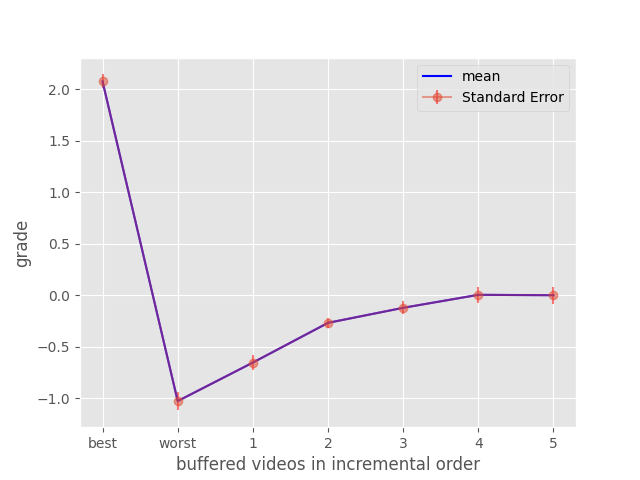 mean
Standard Error
2.0
1.5
1.0
0.5
0.0
−0.5
−1.0
grade
best worst 1 2 3 4 5
buffered videos in incremental order